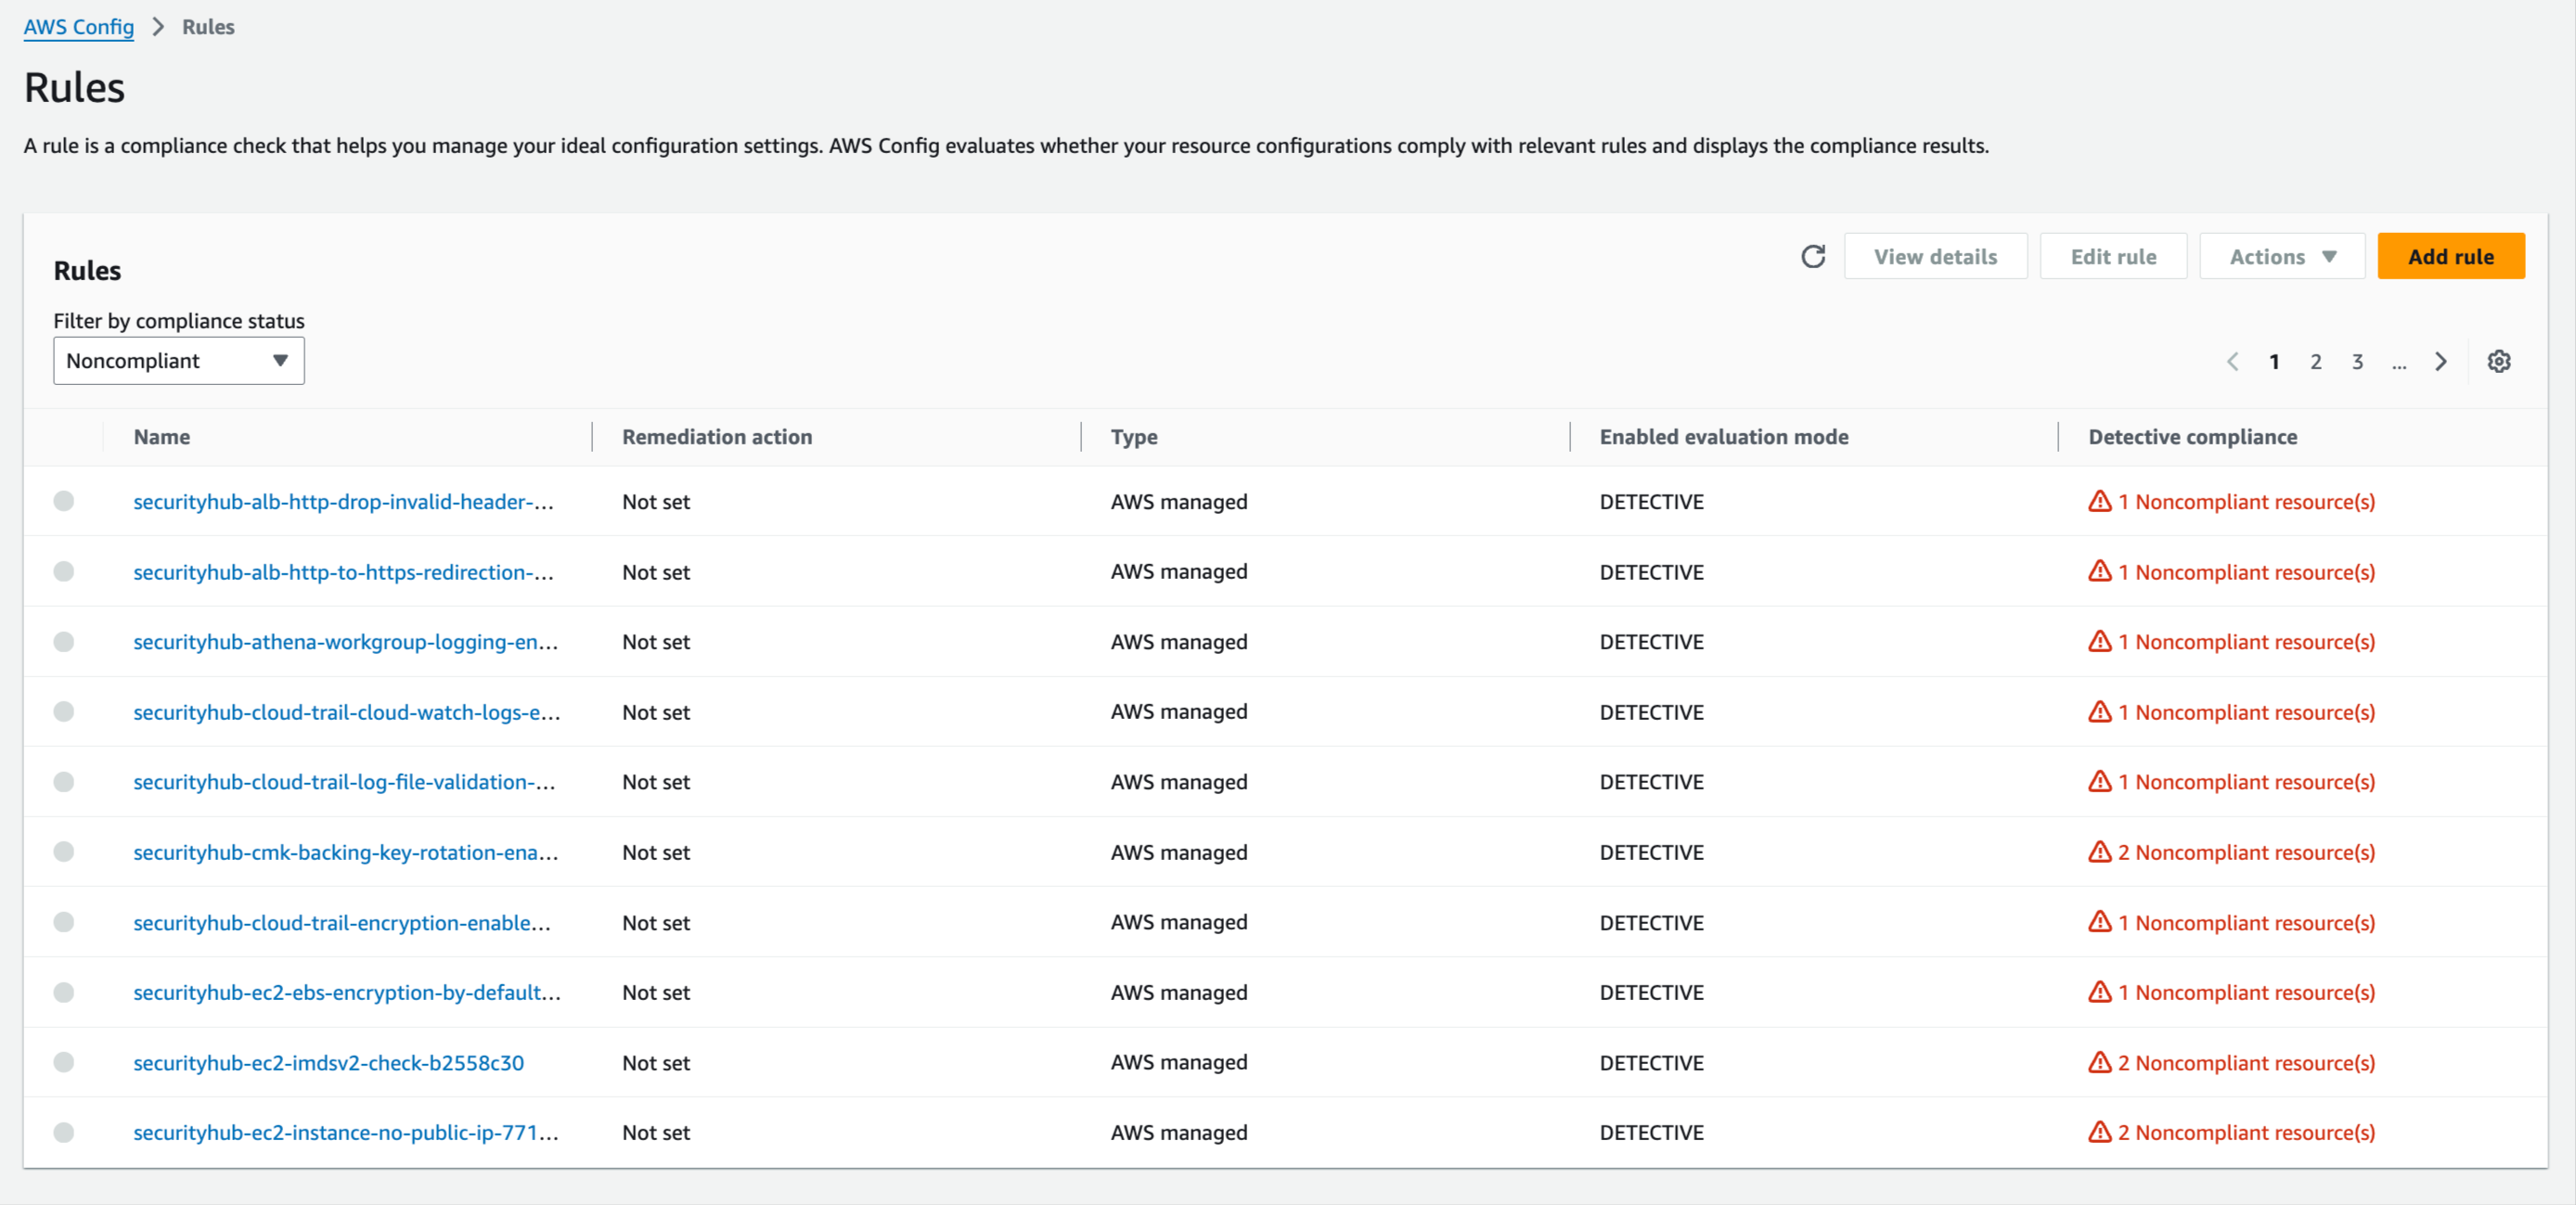 AWS Config > Rules
Rules
A rule is a compliance check that helps you manage your ideal configuration settings. AWS Config evaluates whether your resource configurations comply with relevant rules and displays the compliance results.
Rules View details Edit rule Actions Add rule
Filter by compliance status
Noncompliant 1 2 3 ...
Name Remediation action Type Enabled evaluation mode Detective compliance
securityhub-alb-http-drop-invalid-header-... Not set AWS managed DETECTIVE 1 Noncompliant resource(s)
securityhub-alb-http-to-https-redirection-... Not set AWS managed DETECTIVE 1 Noncompliant resource(s)
securityhub-athena-workgroup-logging-en... Not set AWS managed DETECTIVE 1 Noncompliant resource(s)
securityhub-cloud-trail-cloud-watch-logs-e... Not set AWS managed DETECTIVE 1 Noncompliant resource(s)
securityhub-cloud-trail-log-file-validation-... Not set AWS managed DETECTIVE 1 Noncompliant resource(s)
securityhub-cmk-backing-key-rotation-ena... Not set AWS managed DETECTIVE 2 Noncompliant resource(s)
securityhub-cloud-trail-encryption-enable... Not set AWS managed DETECTIVE 1 Noncompliant resource(s)
securityhub-ec2-ebs-encryption-by-default... Not set AWS managed DETECTIVE 1 Noncompliant resource(s)
securityhub-ec2-imdsv2-check-b2558c30 Not set AWS managed DETECTIVE 2 Noncompliant resource(s)
securityhub-ec2-instance-no-public-ip-771... Not set AWS managed DETECTIVE 2 Noncompliant resource(s)